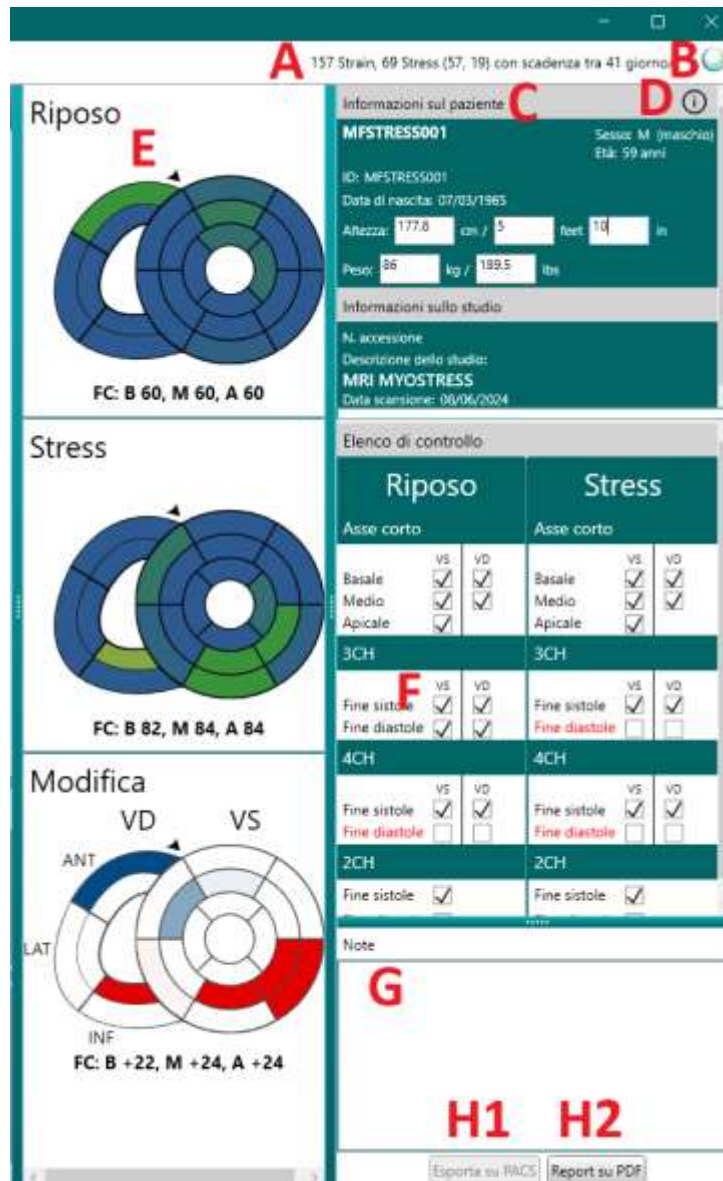 A 157 Strain, 69 Stress (57, 19) con scadenza tra 41 giorno B
Riposo
E
FC: B 60, M 60, A 60
Stress
FC: B 82, M 84, A 84
Modifica
VD VS
ANT
LAT
INF
FC: B +22, M +24, A +24
Informazioni sul paziente C D
MFSTRESS001 Sesso: M (maschio)
Età: 59 anni
ID: MFSTRESS001
Data di nascita: 07/03/1965
Altezza: 177.8 cm / 5 feet 10 in
Peso: 86 kg / 189.5 lbs
Informazioni sullo studio
N. accessione
Descrizione dello studio:
MRI MYOSTRESS
Data scansione: 06/06/2024
Elenco di controllo
Riposo Stress
Asse corto Asse corto
VS VD VS VD
Basale Basale
Medio Medio
Apicale Apicale
3CH 3CH
F VS VD VS VD
Fine sistole Fine sistole
Fine diastole Fine diastole
4CH 4CH
VS VD VS VD
Fine sistole Fine sistole
Fine diastole Fine diastole
2CH 2CH
Fine sistole Fine sistole
Note
G
H1 H2
Esporta su PACS Report su PDF